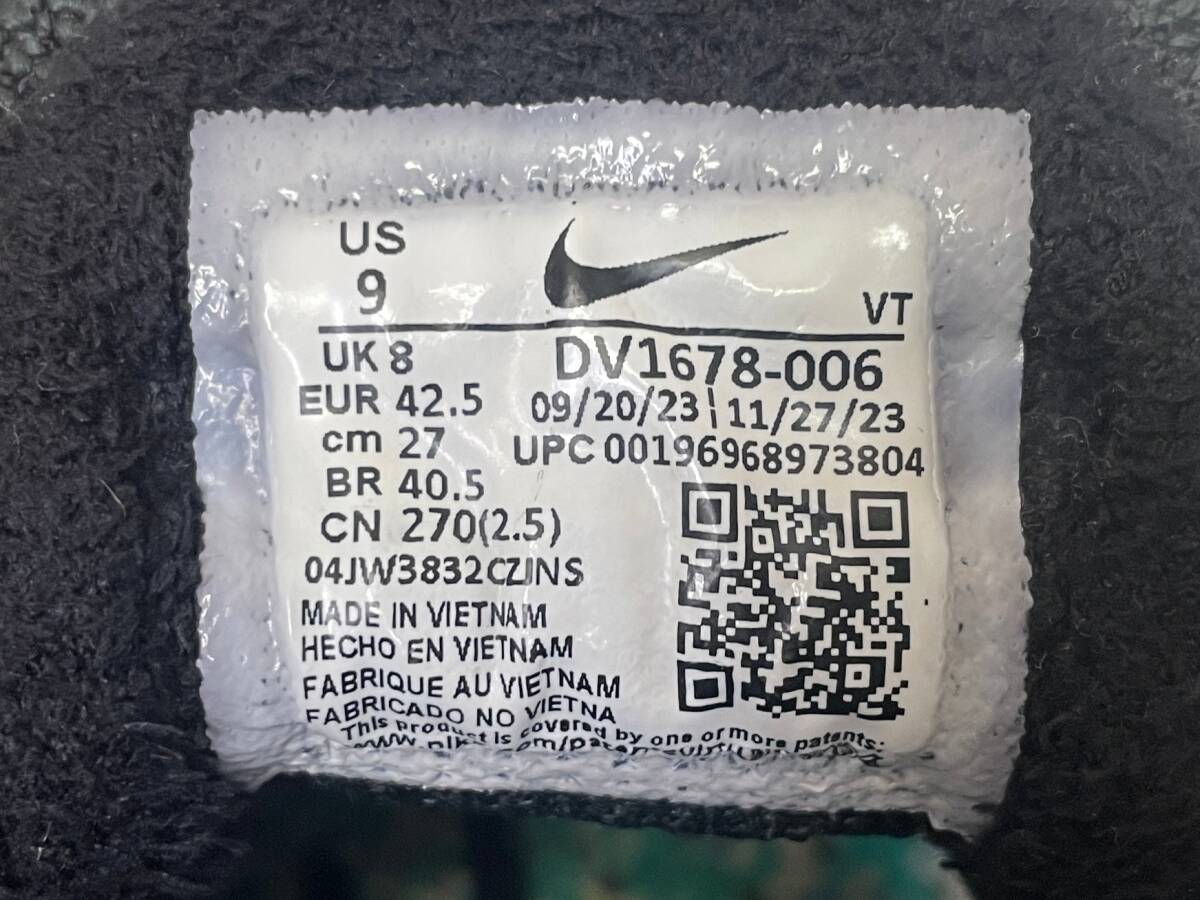 US
9
VT
UK 8
DV1678-006
EUR 42.5
09/20/23 | 11/27/23
cm 27
UPC 00196968973804
BR 40.5
CN 270(2.5)
04JW3832CZJNS
MADE IN VIETNAM
HECHO EN VIETNAM
FABRIQUE AU VIETNAM
FABRICADO NO VIETNA
This product is covered by one or more patents: